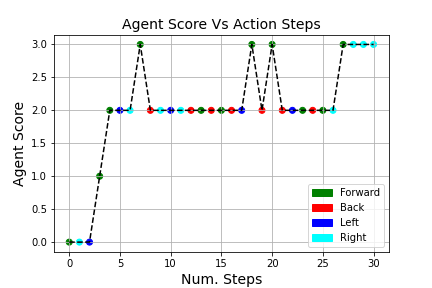 Agent Score Vs Action Steps
3.0
2.5
2.0
1.5
1.0
0.5
0.0
Agent Score
Forward
Back
Left
Right
0 5 10 15 20 25 30
Num. Steps